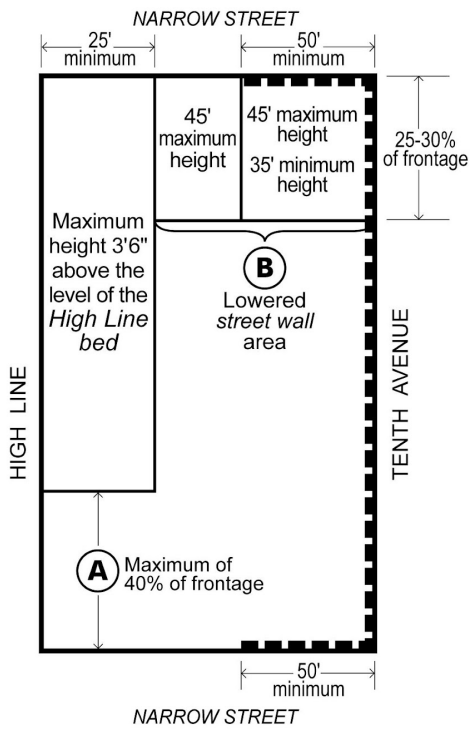 NARROW STREET
25'
minimum
50'
minimum
45'
maximum
height
45' maximum
height
35' minimum
height
25-30%
of frontage
Maximum
height 3'6"
above the
level of the
High Line
bed
B
Lowered
street wall
area
HIGH LINE
TENTH AVENUE
A
Maximum of
40% of frontage
50'
minimum
NARROW STREET